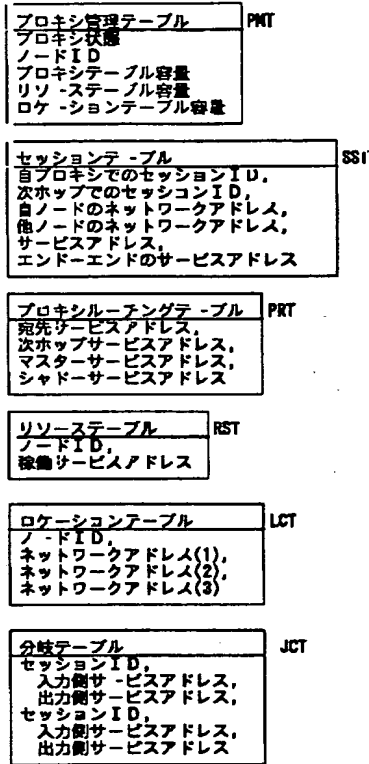 プロキシ管理テーブル PMT
プロキシ状態
ノードＩＤ
プロキシテーブル容量
リソ-ステーブル容量
ロケ-ションテーブル容量
セッションテ-ブル SST
自プロキシでのセッションＩＤ,
次ホップでのセッションＩＤ,
自ノードのネットワークアドレス,
他ノードのネットワークアドレス,
サービスアドレス,
エンドーエンドのサービスアドレス
プロキシルーチングテ-ブル PRT
宛先サービスアドレス,
次ホップサービスアドレス,
マスターサービスアドレス,
シャドーサービスアドレス
リソーステーブル RST
ノードＩＤ,
稼働サービスアドレス
ロケーションテーブル LCT
ノ-ドＩＤ,
ネットワークアドレス(1),
ネットワークアドレス(2),
ネットワークアドレス(3)
分岐テーブル JCT
セッションＩＤ,
入力側サ-ビスアドレス,
出力側サービスアドレス,
セッションＩＤ,
入力側サービスアドレス,
出力側サービスアドレス